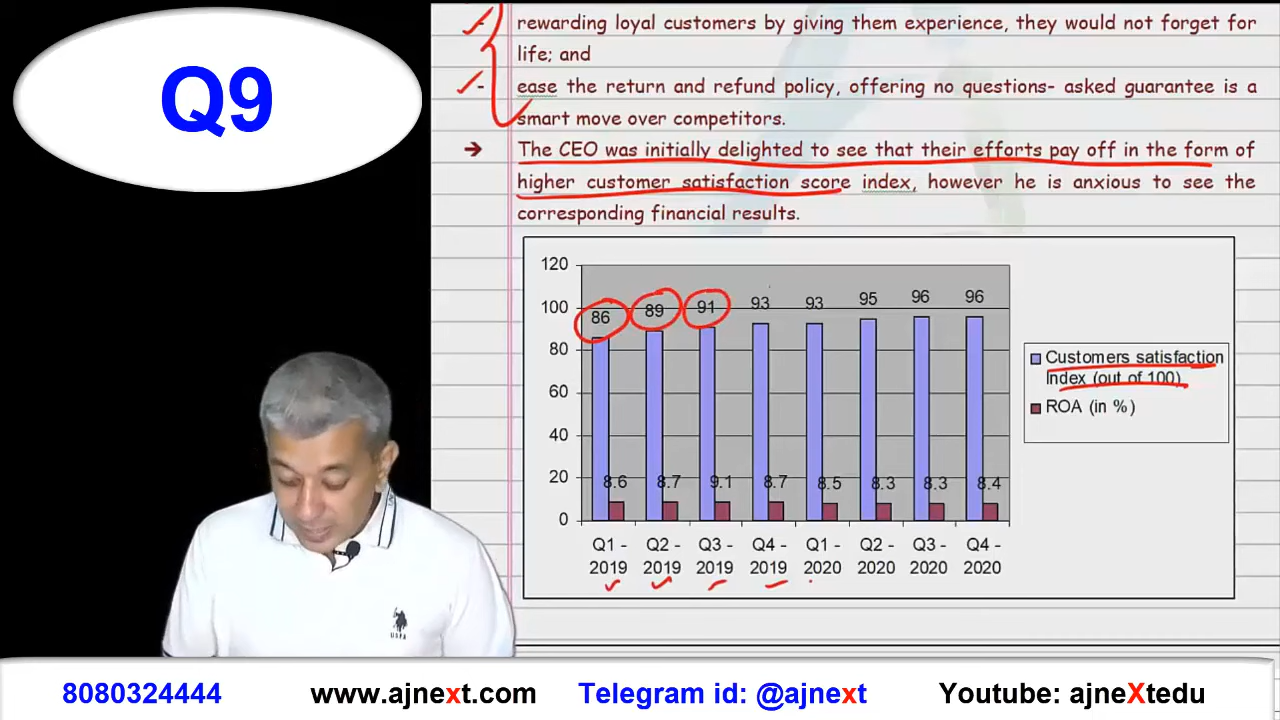 Q9
rewarding loyal customers by giving them experience, they would not forget for
life; and
- ease the return and refund policy, offering no questions- asked guarantee is a
smart move over competitors.
➔ The CEO was initially delighted to see that their efforts pay off in the form of
higher customer satisfaction score index, however he is anxious to see the
corresponding financial results.
120
100
80
60
40
20
0
86 89 91 93 93 95 96 96
8.6 8.7 9.1 8.7 8.5 8.3 8.3 8.4
Q1 - Q2 - Q3 - Q4 - Q1 - Q2 - Q3 - Q4 -
2019 2019 2019 2019 2020 2020 2020 2020
Customers satisfaction
Index (out of 100)
ROA (in %)
USPA
8080324444 www.ajnext.com Telegram id: @ajnext Youtube: ajneXtedu